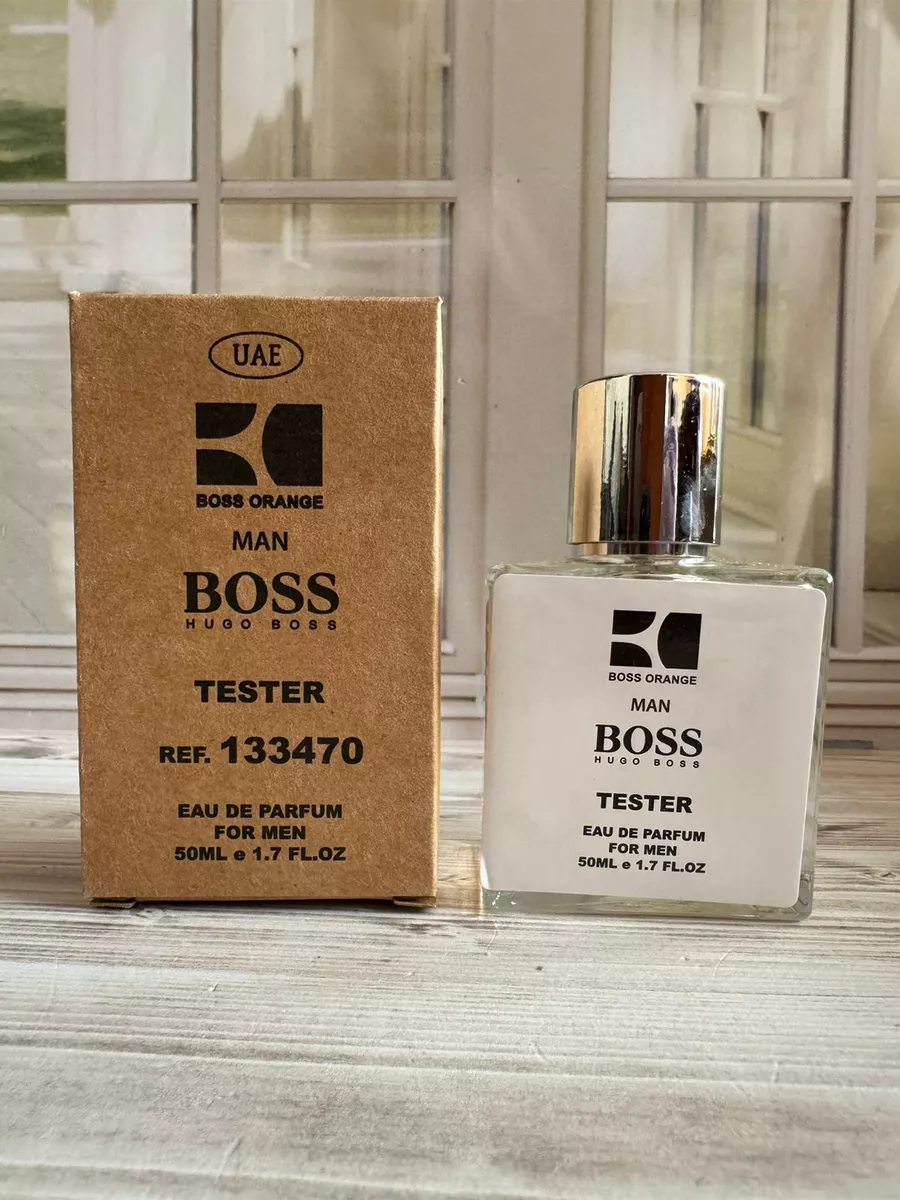 UAE
BOSS ORANGE
MAN
BOSS
HUGO BOSS
TESTER
REF. 133470
EAU DE PARFUM
FOR MEN
50ML e 1.7 FL.OZ
BOSS ORANGE
MAN
BOSS
HUGO BOSS
TESTER
EAU DE PARFUM
FOR MEN
50ML e 1.7 FL.OZ